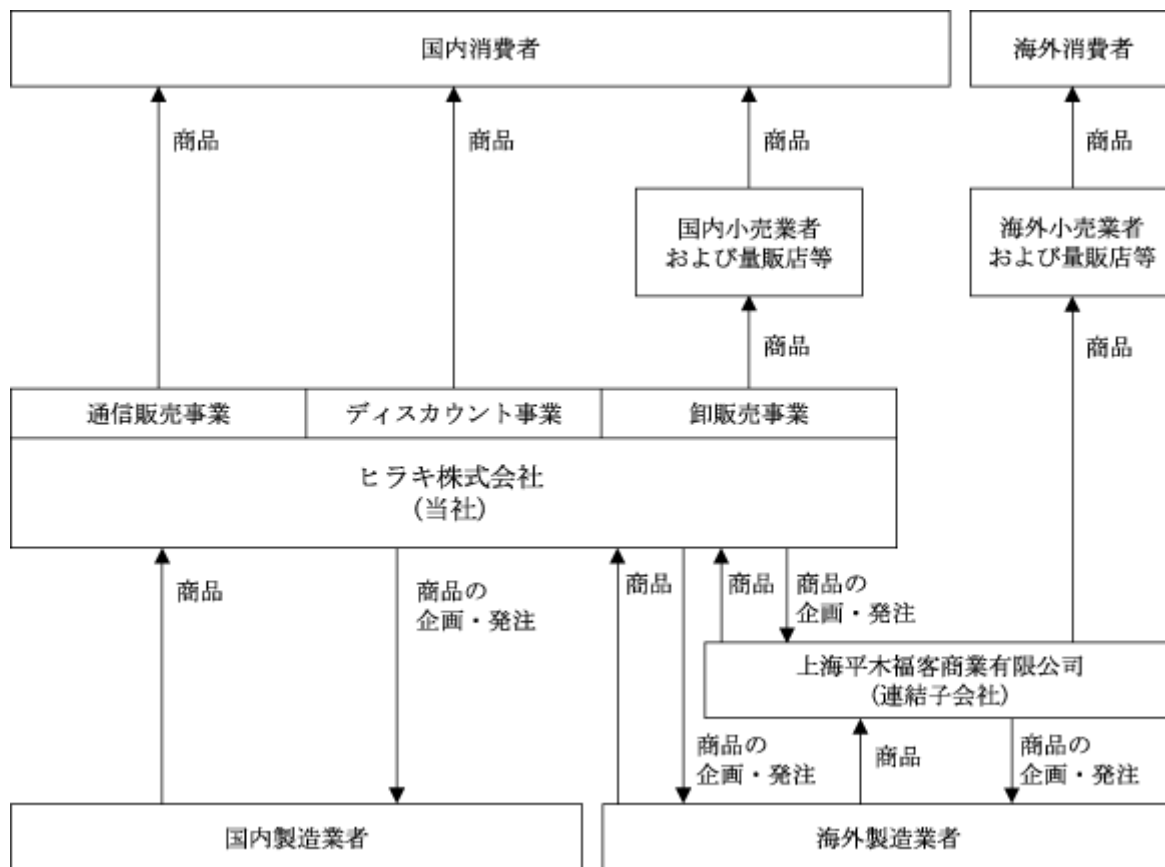 国内消費者
海外消費者
商品
商品
商品
商品
国内小売業者
および量販店等
海外小売業者
および量販店等
商品
商品
通信販売事業
ディスカウント事業
卸販売事業
ヒラキ株式会社
(当社)
商品
商品の
企画・発注
商品
商品
商品の
企画・発注
上海平木福客商業有限公司
(連結子会社)
商品の
企画・発注
商品
商品の
企画・発注
国内製造業者
海外製造業者